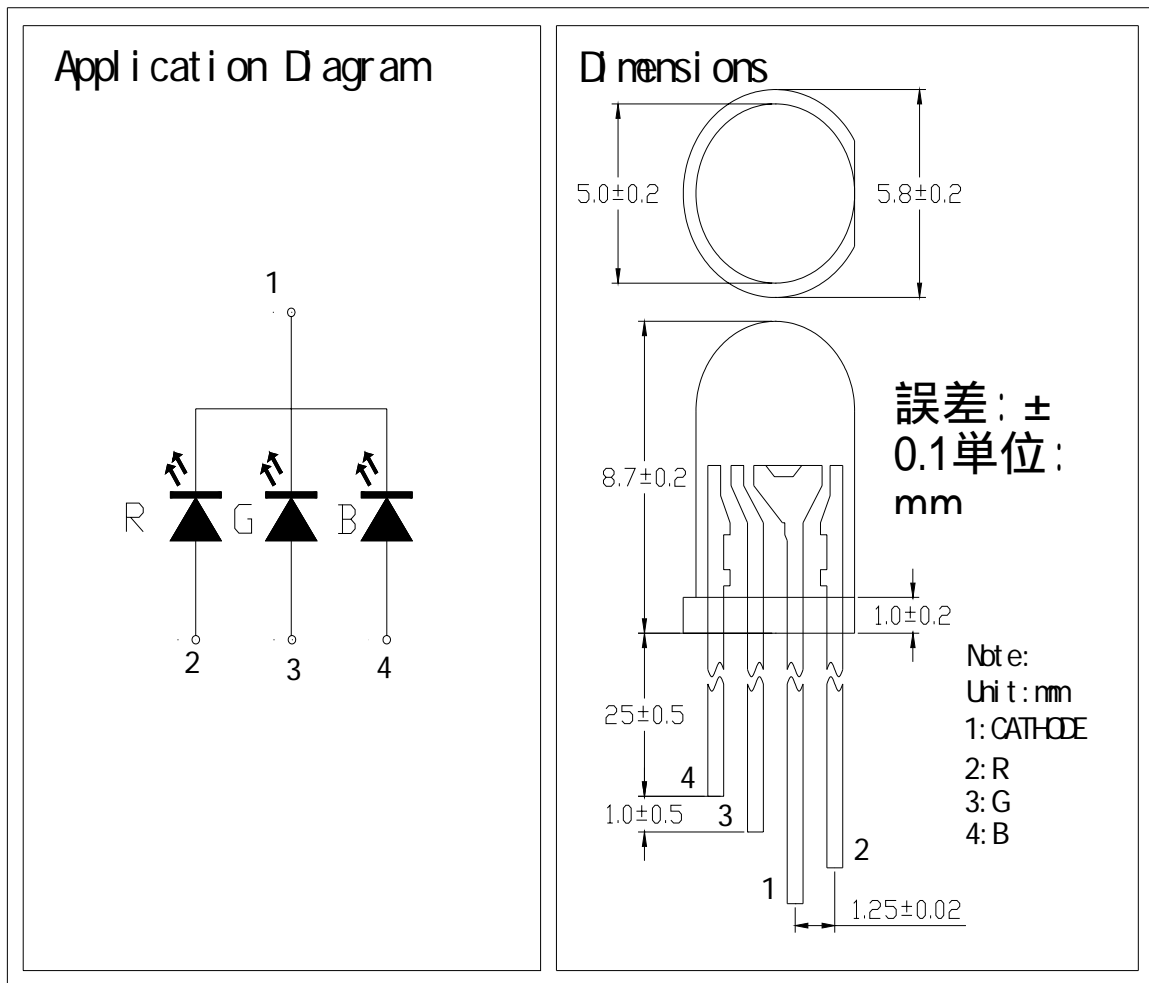 Application Diagram
1
R
G
B
2
3
4
Dimensions
5.0±0.2
5.8±0.2
8.7±0.2
誤差: ±
0.1単位:
mm
1.0±0.2
25±0.5
1.0±0.5
4
3
1
2
1.25±0.02
Note:
Unit:mm
1:CATHODE
2:R
3:G
4:B